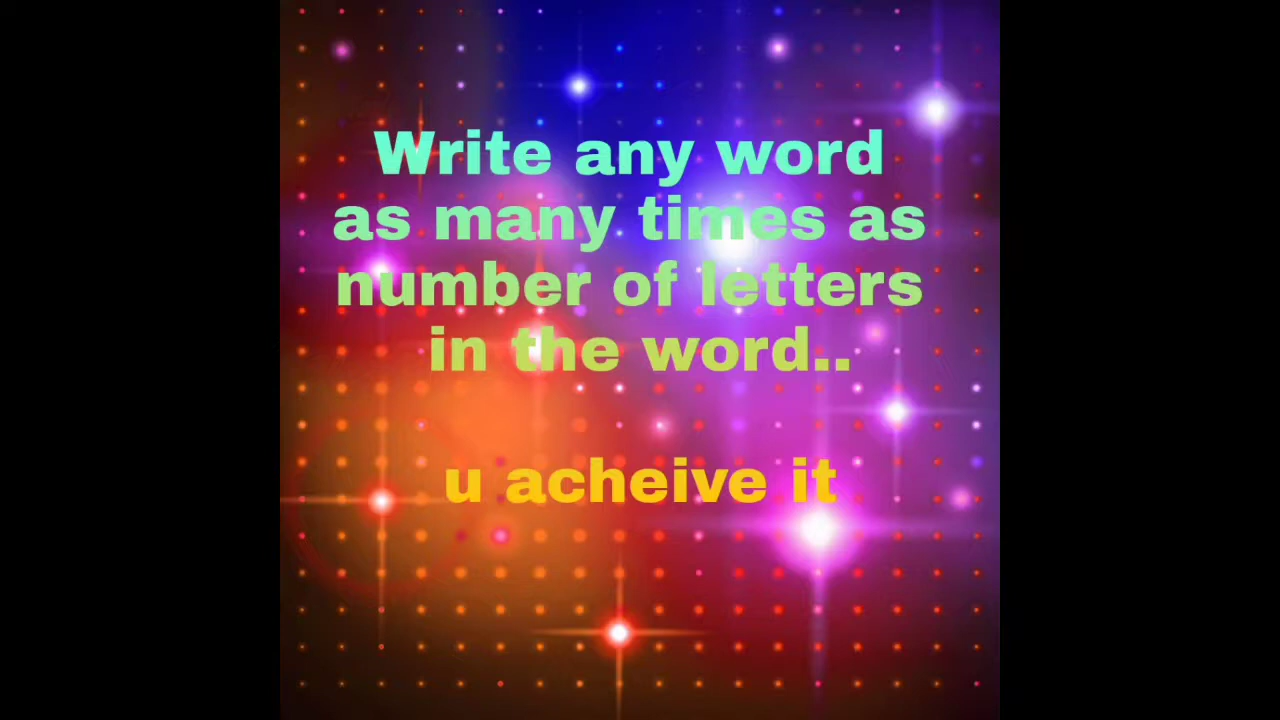 Write any word
as many times as
number of letters
in the word..
u acheive it